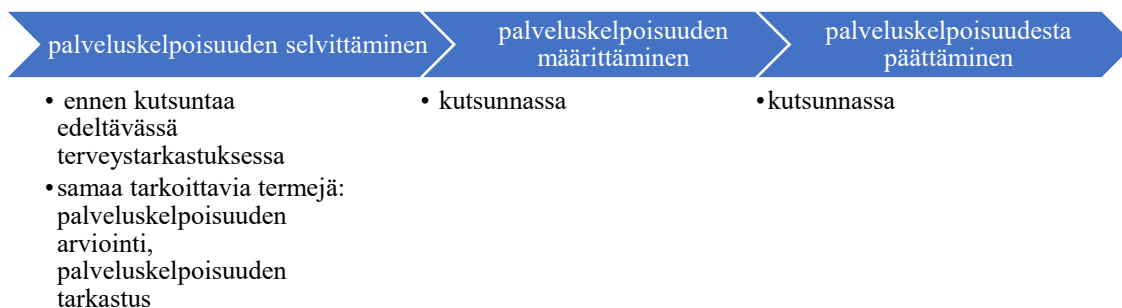 palveluskelpoisuuden selvittäminen
• ennen kutsuntaa
edeltävässä
terveystarkastuksessa
• samaa tarkoittavia termejä:
palveluskelpoisuuden
arviointi,
palveluskelpoisuuden
tarkastus
palveluskelpoisuuden
määrittäminen
• kutsunnassa
palveluskelpoisuudesta
päättäminen
• kutsunnassa